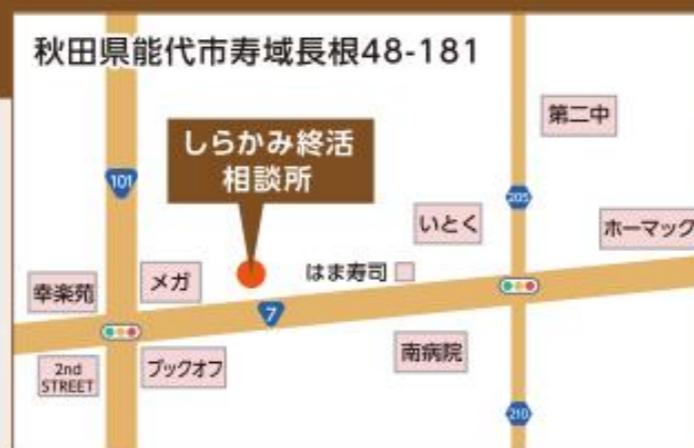 秋田県能代市寿域長根48-181
第二中
しらかみ終活
相談所
101
205
いとく
ホーマック
はま寿司
メガ
幸楽苑
7
南病院
2nd
STREET
ブックオフ
210